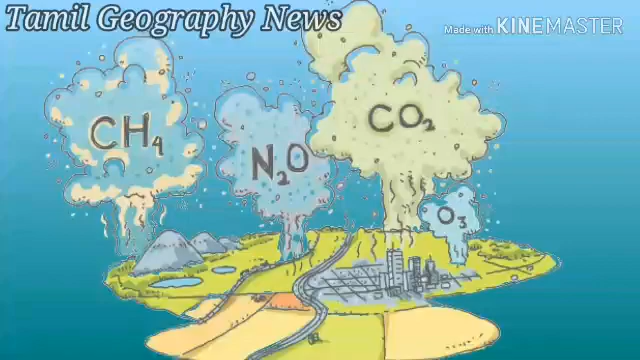 Tamil Geography News
Made with KINEMASTER
CH₄
N₂O
CO₂
O₃